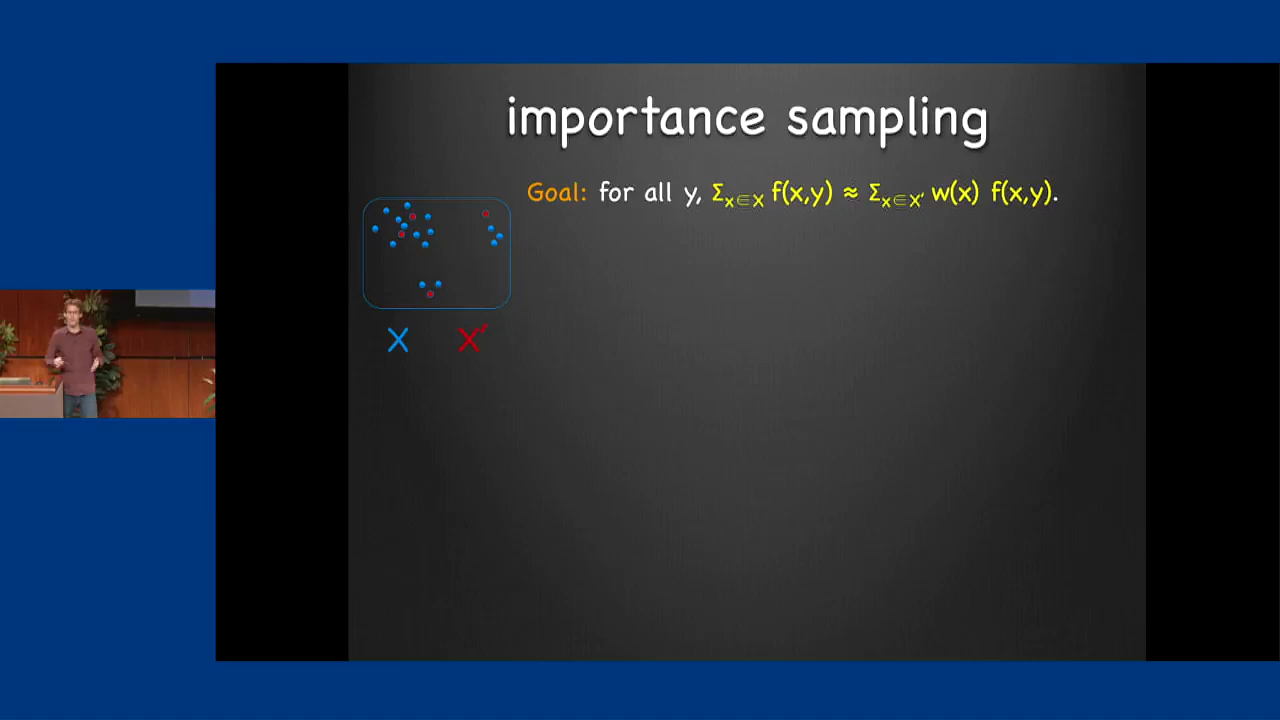 importance sampling
Goal: for all y, Σx∈X f(x,y) ≈ Σx∈X′ w(x) f(x,y).
X X′